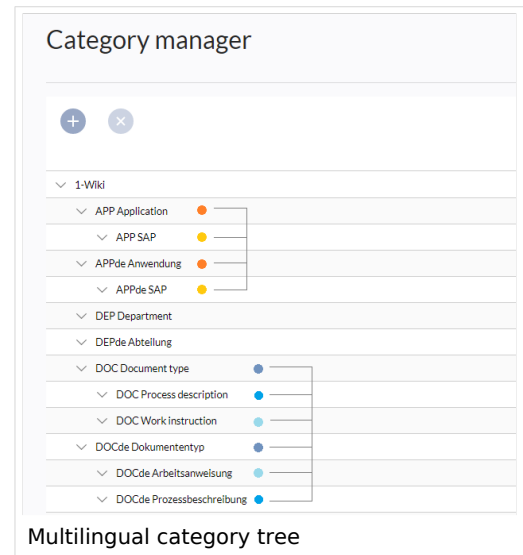 Category manager
1-Wiki
APP Application
APP SAP
APPde Anwendung
APPde SAP
DEP Department
DEPde Abteilung
DOC Document type
DOC Process description
DOC Work instruction
DOCde Dokumententyp
DOCde Arbeitsanweisung
DOCde Prozessbeschreibung
Multilingual category tree